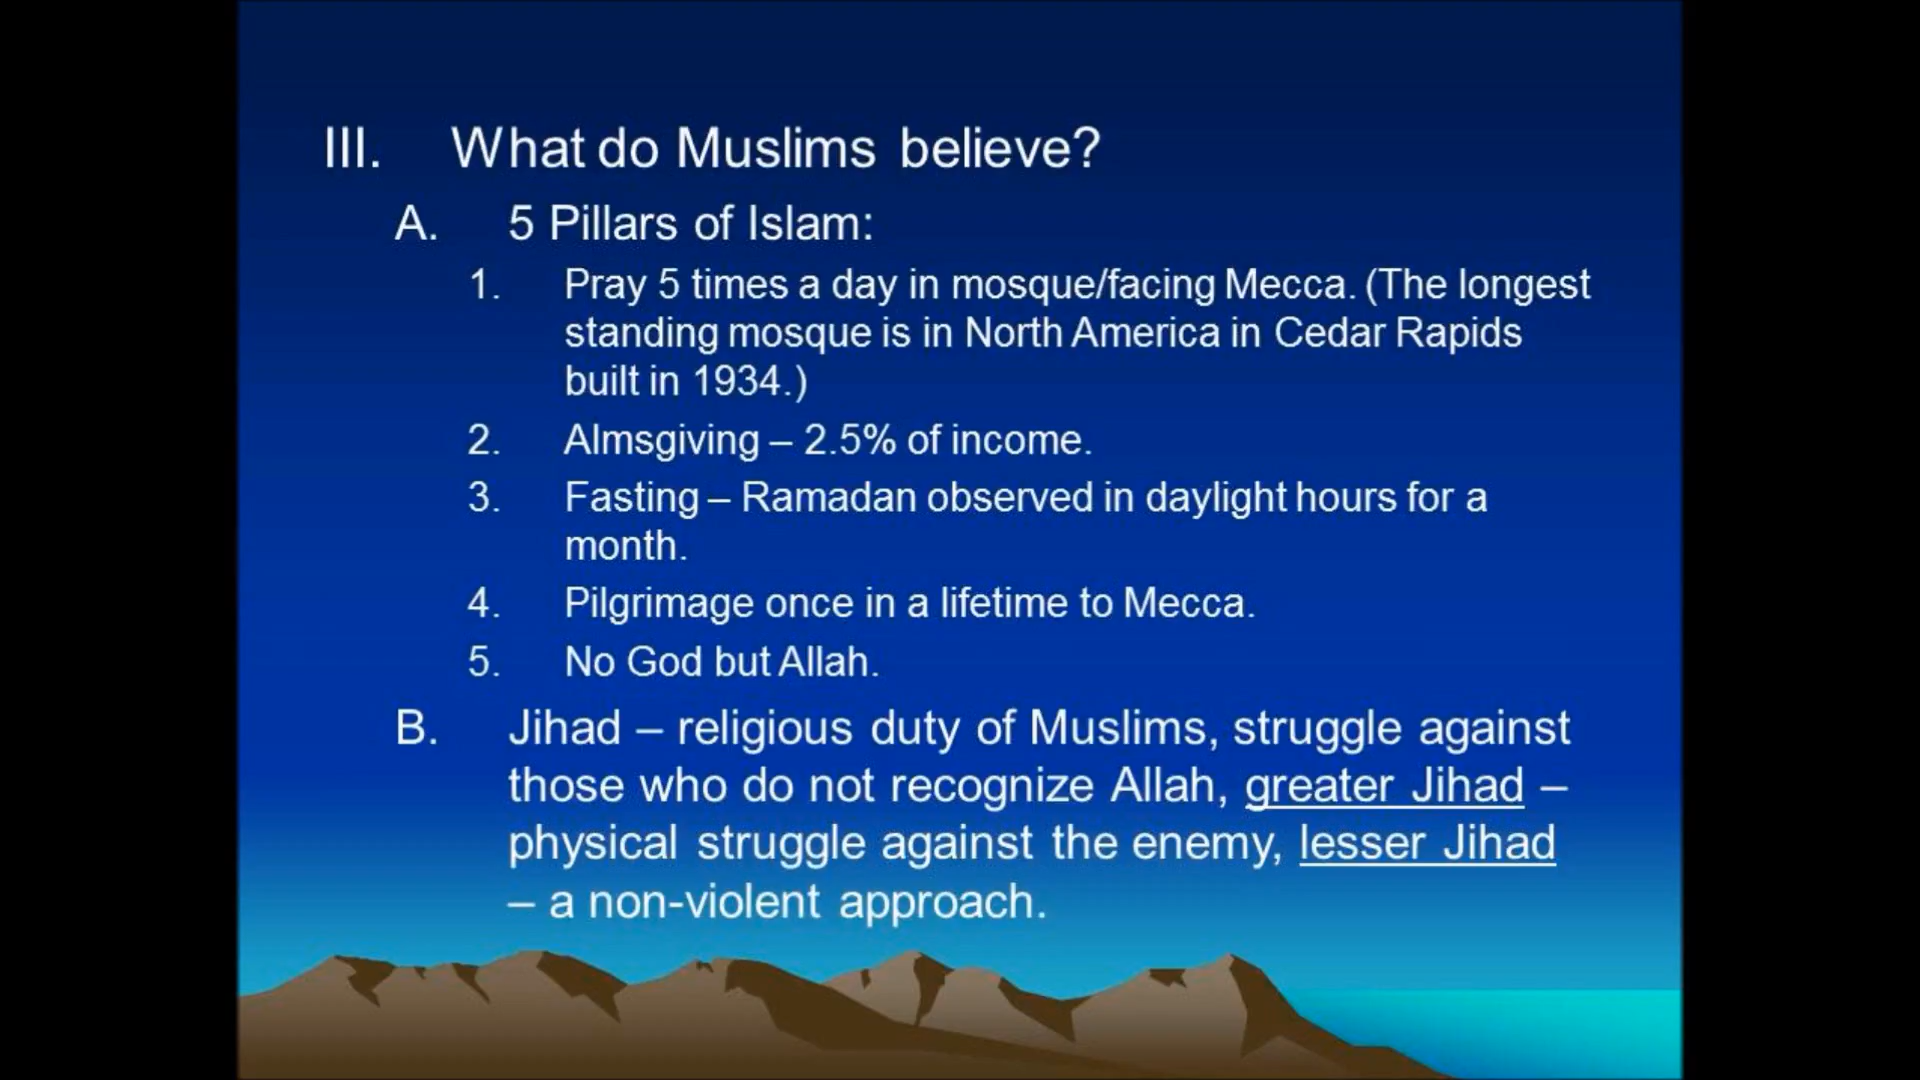 III. What do Muslims believe?
A. 5 Pillars of Islam:
1. Pray 5 times a day in mosque/facing Mecca. (The longest
standing mosque is in North America in Cedar Rapids
built in 1934.)
2. Almsgiving – 2.5% of income.
3. Fasting – Ramadan observed in daylight hours for a
month.
4. Pilgrimage once in a lifetime to Mecca.
5. No God but Allah.
B. Jihad – religious duty of Muslims, struggle against
those who do not recognize Allah, greater Jihad –
physical struggle against the enemy, lesser Jihad
– a non-violent approach.